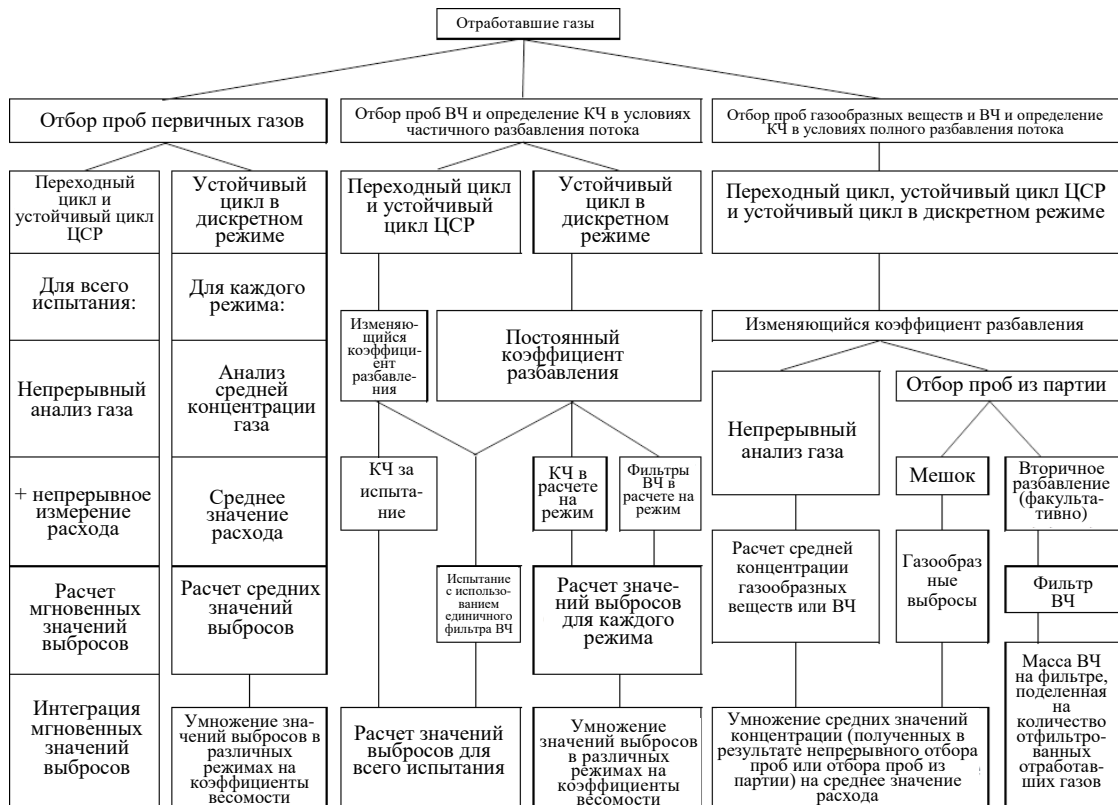 Отработавшие газы
Отбор проб первичных газов
Отбор проб ВЧ и определение КЧ в условиях
частичного разбавления потока
Отбор проб газообразных веществ и ВЧ и определение
КЧ в условиях полного разбавления потока
Переходный
цикл и
устойчивый цикл
ЦСР
Устойчивый
цикл в
дискретном
режиме
Переходный цикл
и устойчивый
цикл ЦСР
Устойчивый
цикл в
дискретном
режиме
Переходный цикл, устойчивый цикл ЦСР
и устойчивый цикл в дискретном режиме
Для всего
испытания:
Для каждого
режима:
Изменяю-
щийся
коэффици-
ент
разбавле-
ния
Постоянный
коэффициент
разбавления
Изменяющийся коэффициент разбавления
Непрерывный
анализ газа
Анализ
средней
концентрации
газа
Непрерывный
анализ газа
Отбор проб из партии
КЧ за
испыта-
ние
КЧ в
расчете
на
режим
Фильтры
ВЧ в
расчете на
режим
Мешок
Вторичное
разбавление
(факульта-
тивно)
+ непрерывное
измерение
расхода
Среднее
значение
расхода
Расчет средней
концентрации
газообразных
веществ или ВЧ
Газообраз
ные
выбросы
Фильтр
ВЧ
Расчет
мгновенных
значений
выбросов
Расчет средних
значений
выбросов
Испытание
с использо-
ванием
единичного
фильтра ВЧ
Расчет значе-
ний выбросов
для каждого
режима
Интеграция
мгновенных
значений
выбросов
Умножение зна-
чений выбросов в
различных
режимах на
коэффициенты
весомости
Расчет значений
выбросов для
всего испытания
Умножение
значений выбросов
в различных
режимах на
коэффициенты
весомости
Умножение средних значений
концентрации (полученных в
результате непрерывного отбора
проб или отбора проб из
партии) на среднее значение
расхода
Масса ВЧ
на фильтре,
поделенная
на
количество
отфильтро-
ванных
отработав-
ших газов